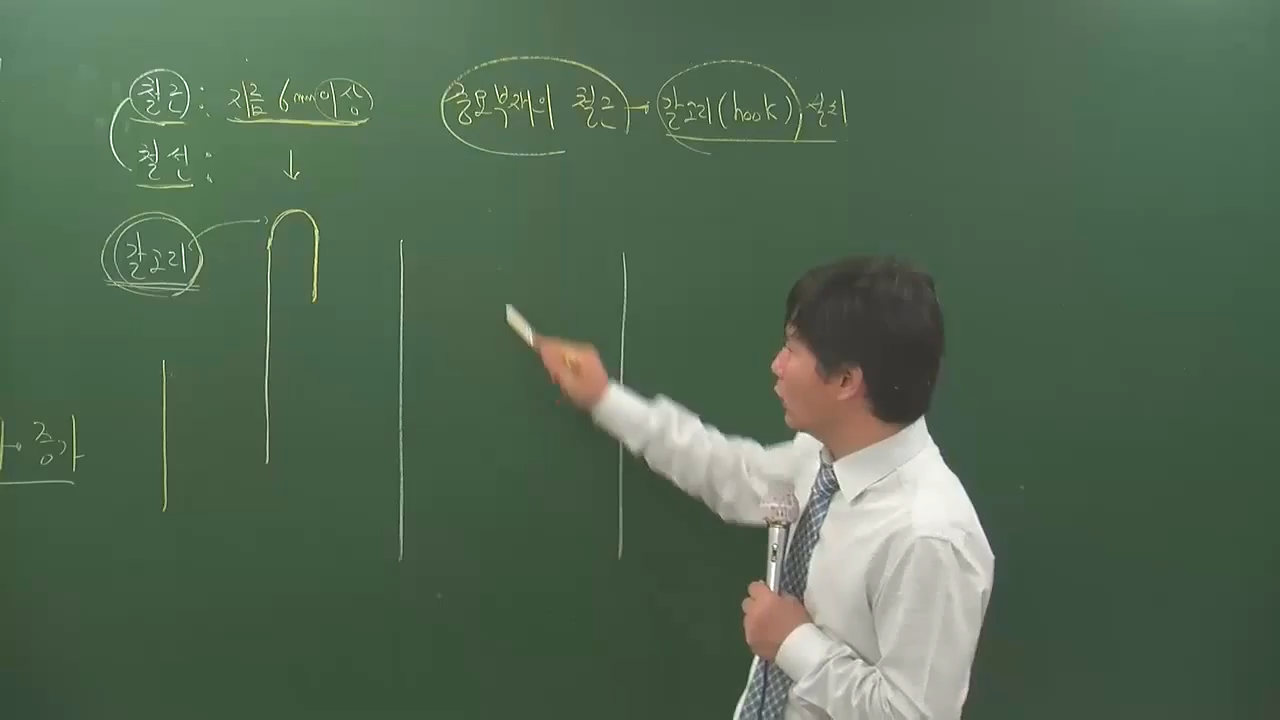 철근 : 지름 6mm 이상
철선 :
갈고리
중요부재의 철근 → 갈고리(hook) 설치
→ 증가